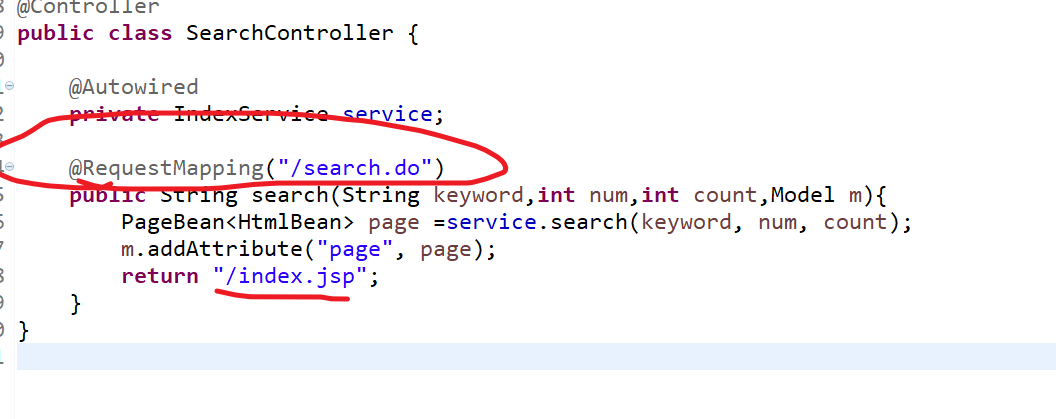 @Controller
public class SearchController {
@Autowired
private IndexService service;
@RequestMapping("/search.do")
public String search(String keyword,int num,int count,Model m){
PageBean<HtmlBean> page =service.search(keyword, num, count);
m.addAttribute("page", page);
return "/index.jsp";
}
}